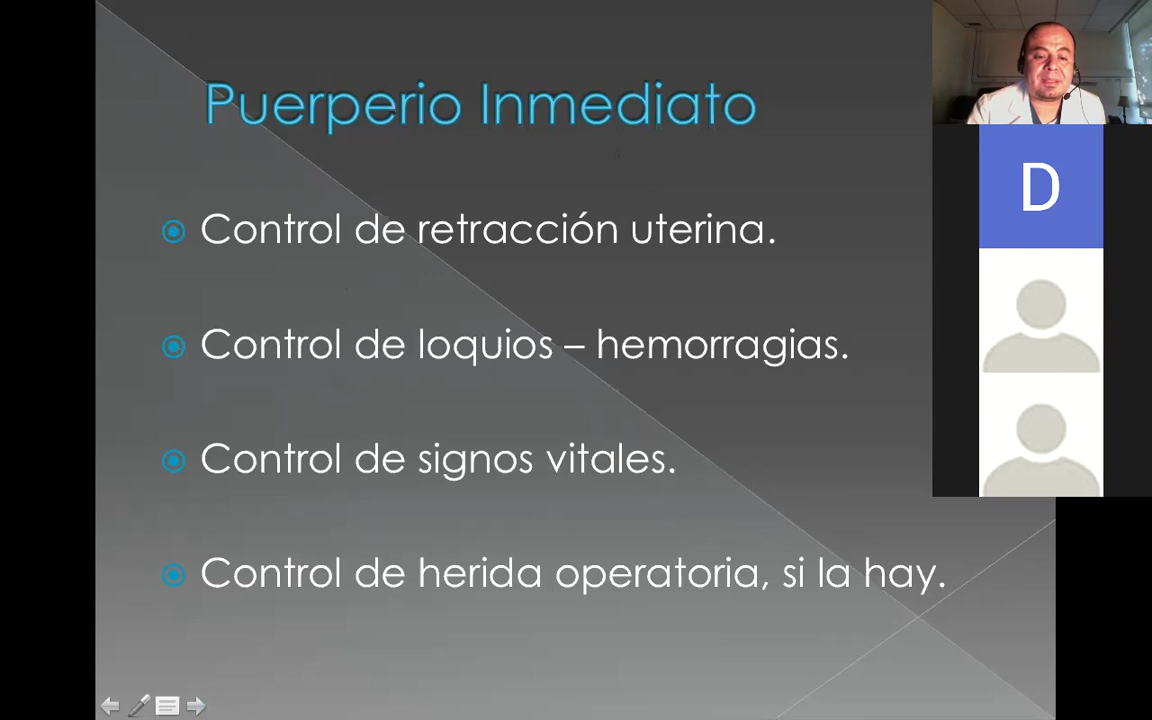 Puerperio Inmediato
Control de retracción uterina.
Control de loquios – hemorragias.
Control de signos vitales.
Control de herida operatoria, si la hay.
D